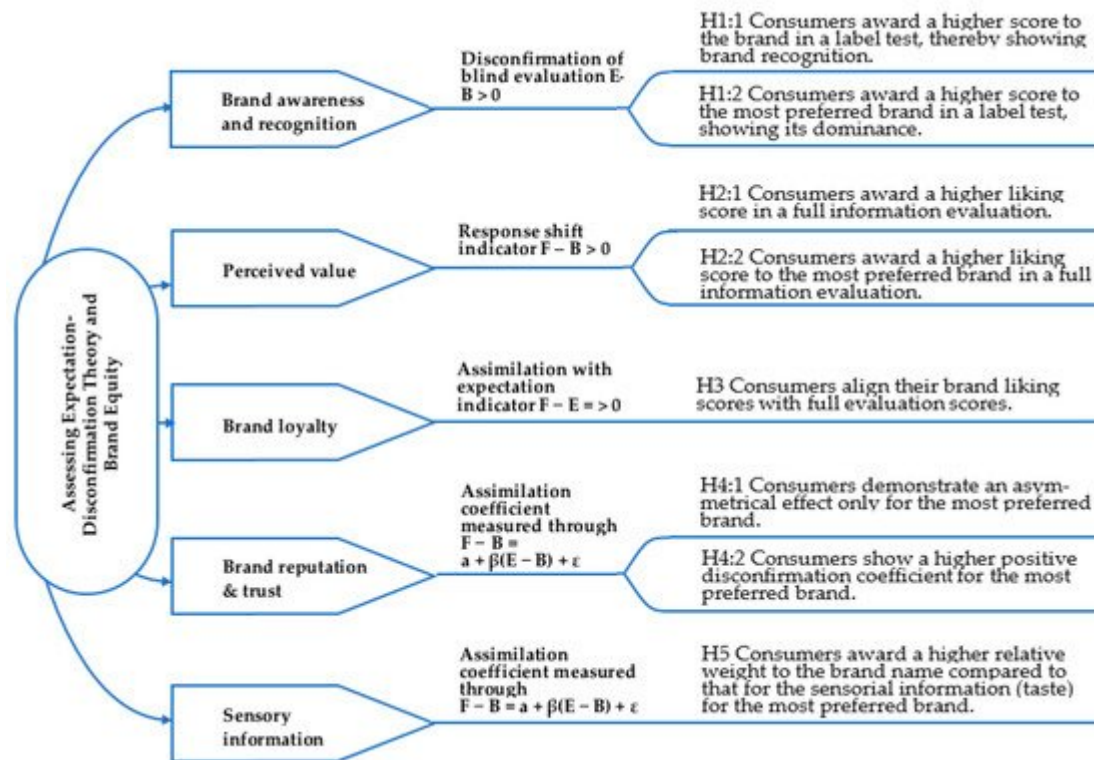 Assessing Expectation-
Disconfirmation Theory and
Brand Equity
Brand awareness
and recognition
Disconfirmation of
blind evaluation E-
B > 0
H1:1 Consumers award a higher score to
the brand in a label test, thereby showing
brand recognition.
H1:2 Consumers award a higher score to
the most preferred brand in a label test,
showing its dominance.
Perceived value
Response shift
indicator F − B > 0
H2:1 Consumers award a higher liking
score in a full information evaluation.
H2:2 Consumers award a higher liking
score to the most preferred brand in a full
information evaluation.
Brand loyalty
Assimilation with
expectation
indicator F − E = > 0
H3 Consumers align their brand liking
scores with full evaluation scores.
Brand reputation
& trust
Assimilation
coefficient
measured through
F − B =
a + β(E − B) + ε
H4:1 Consumers demonstrate an asym-
metrical effect only for the most preferred
brand.
H4:2 Consumers show a higher positive
disconfirmation coefficient for the most
preferred brand.
Sensory
information
Assimilation
coefficient measured
through
F − B = a + β(E − B) + ε
H5 Consumers award a higher relative
weight to the brand name compared to
that for the sensorial information (taste)
for the most preferred brand.